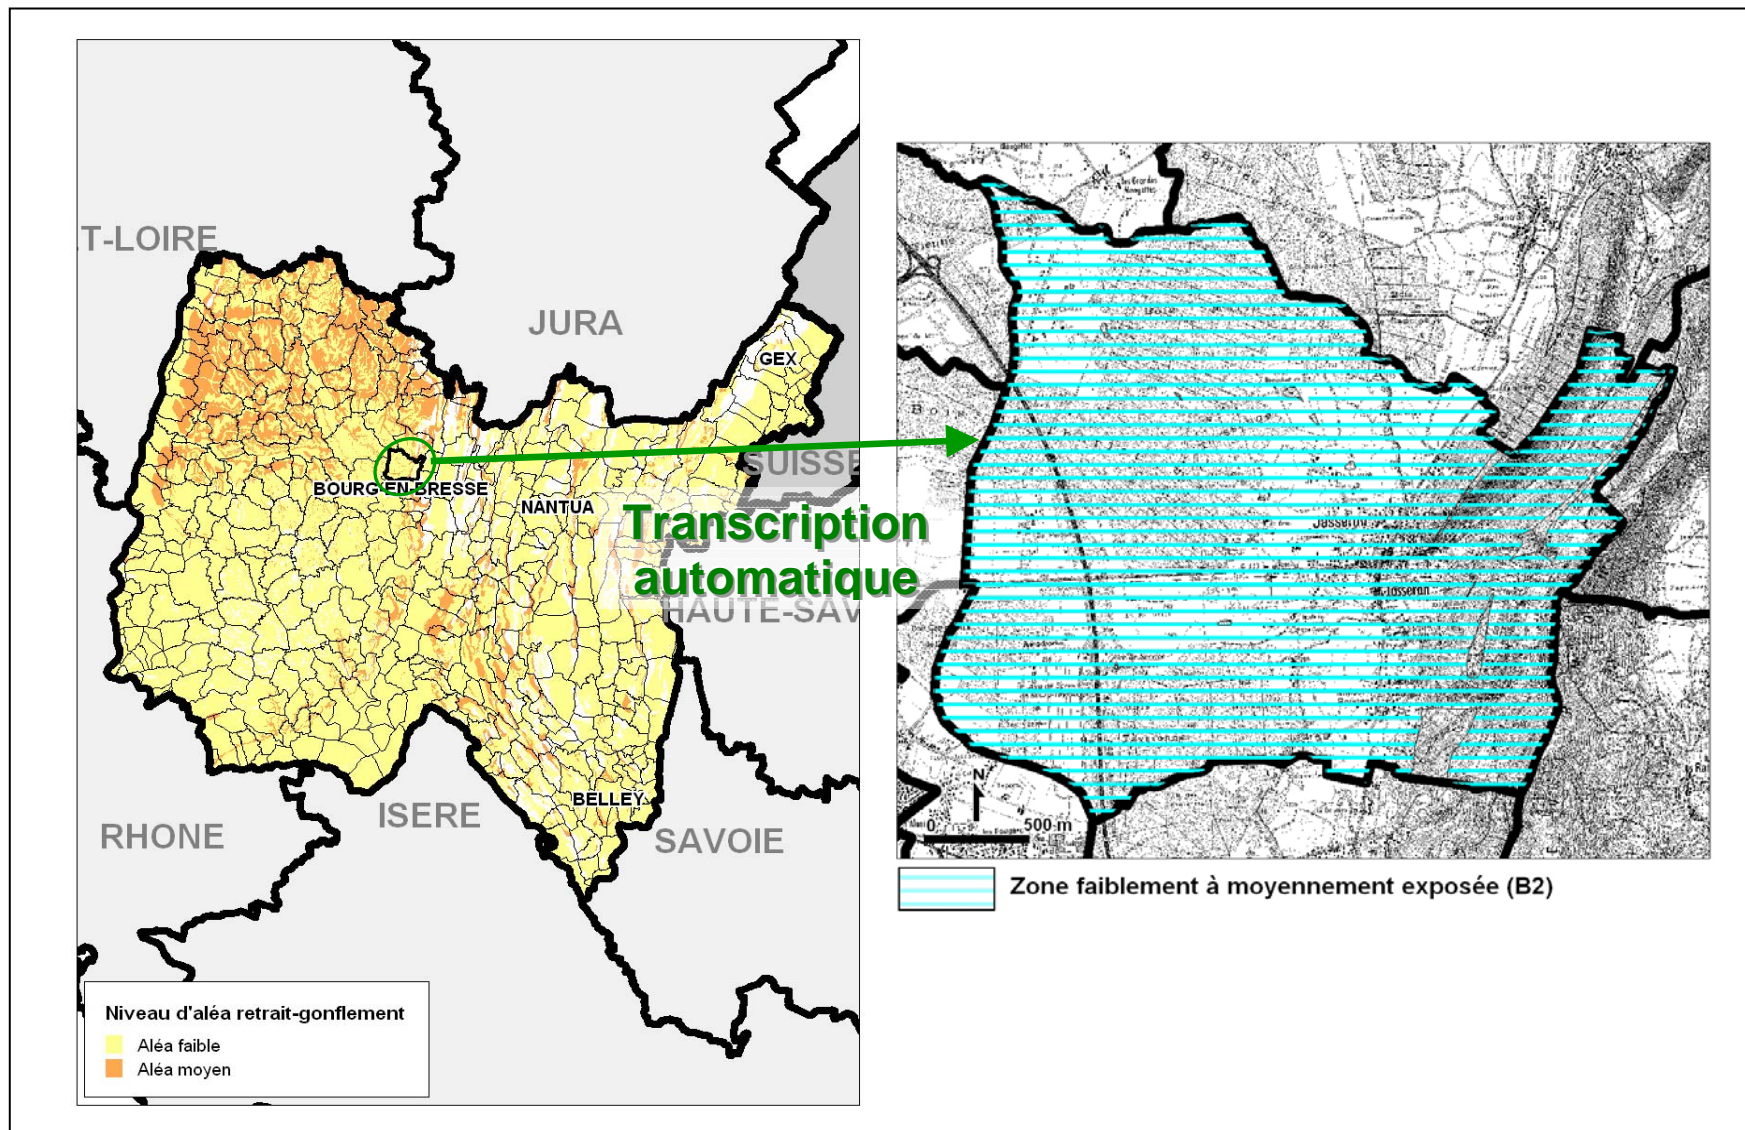 T-LOIRE
JURA
GEX
SUISSE
BOURG-EN-BRESSE
NANTUA
Transcription
automatique
HAUTE-SAV
BELLEY
ISERE
RHONE
SAVOIE
Niveau d'aléa retrait-gonflement
Aléa faible
Aléa moyen
Jasseron
N
0
500 m
Zone faiblement à moyennement exposée (B2)